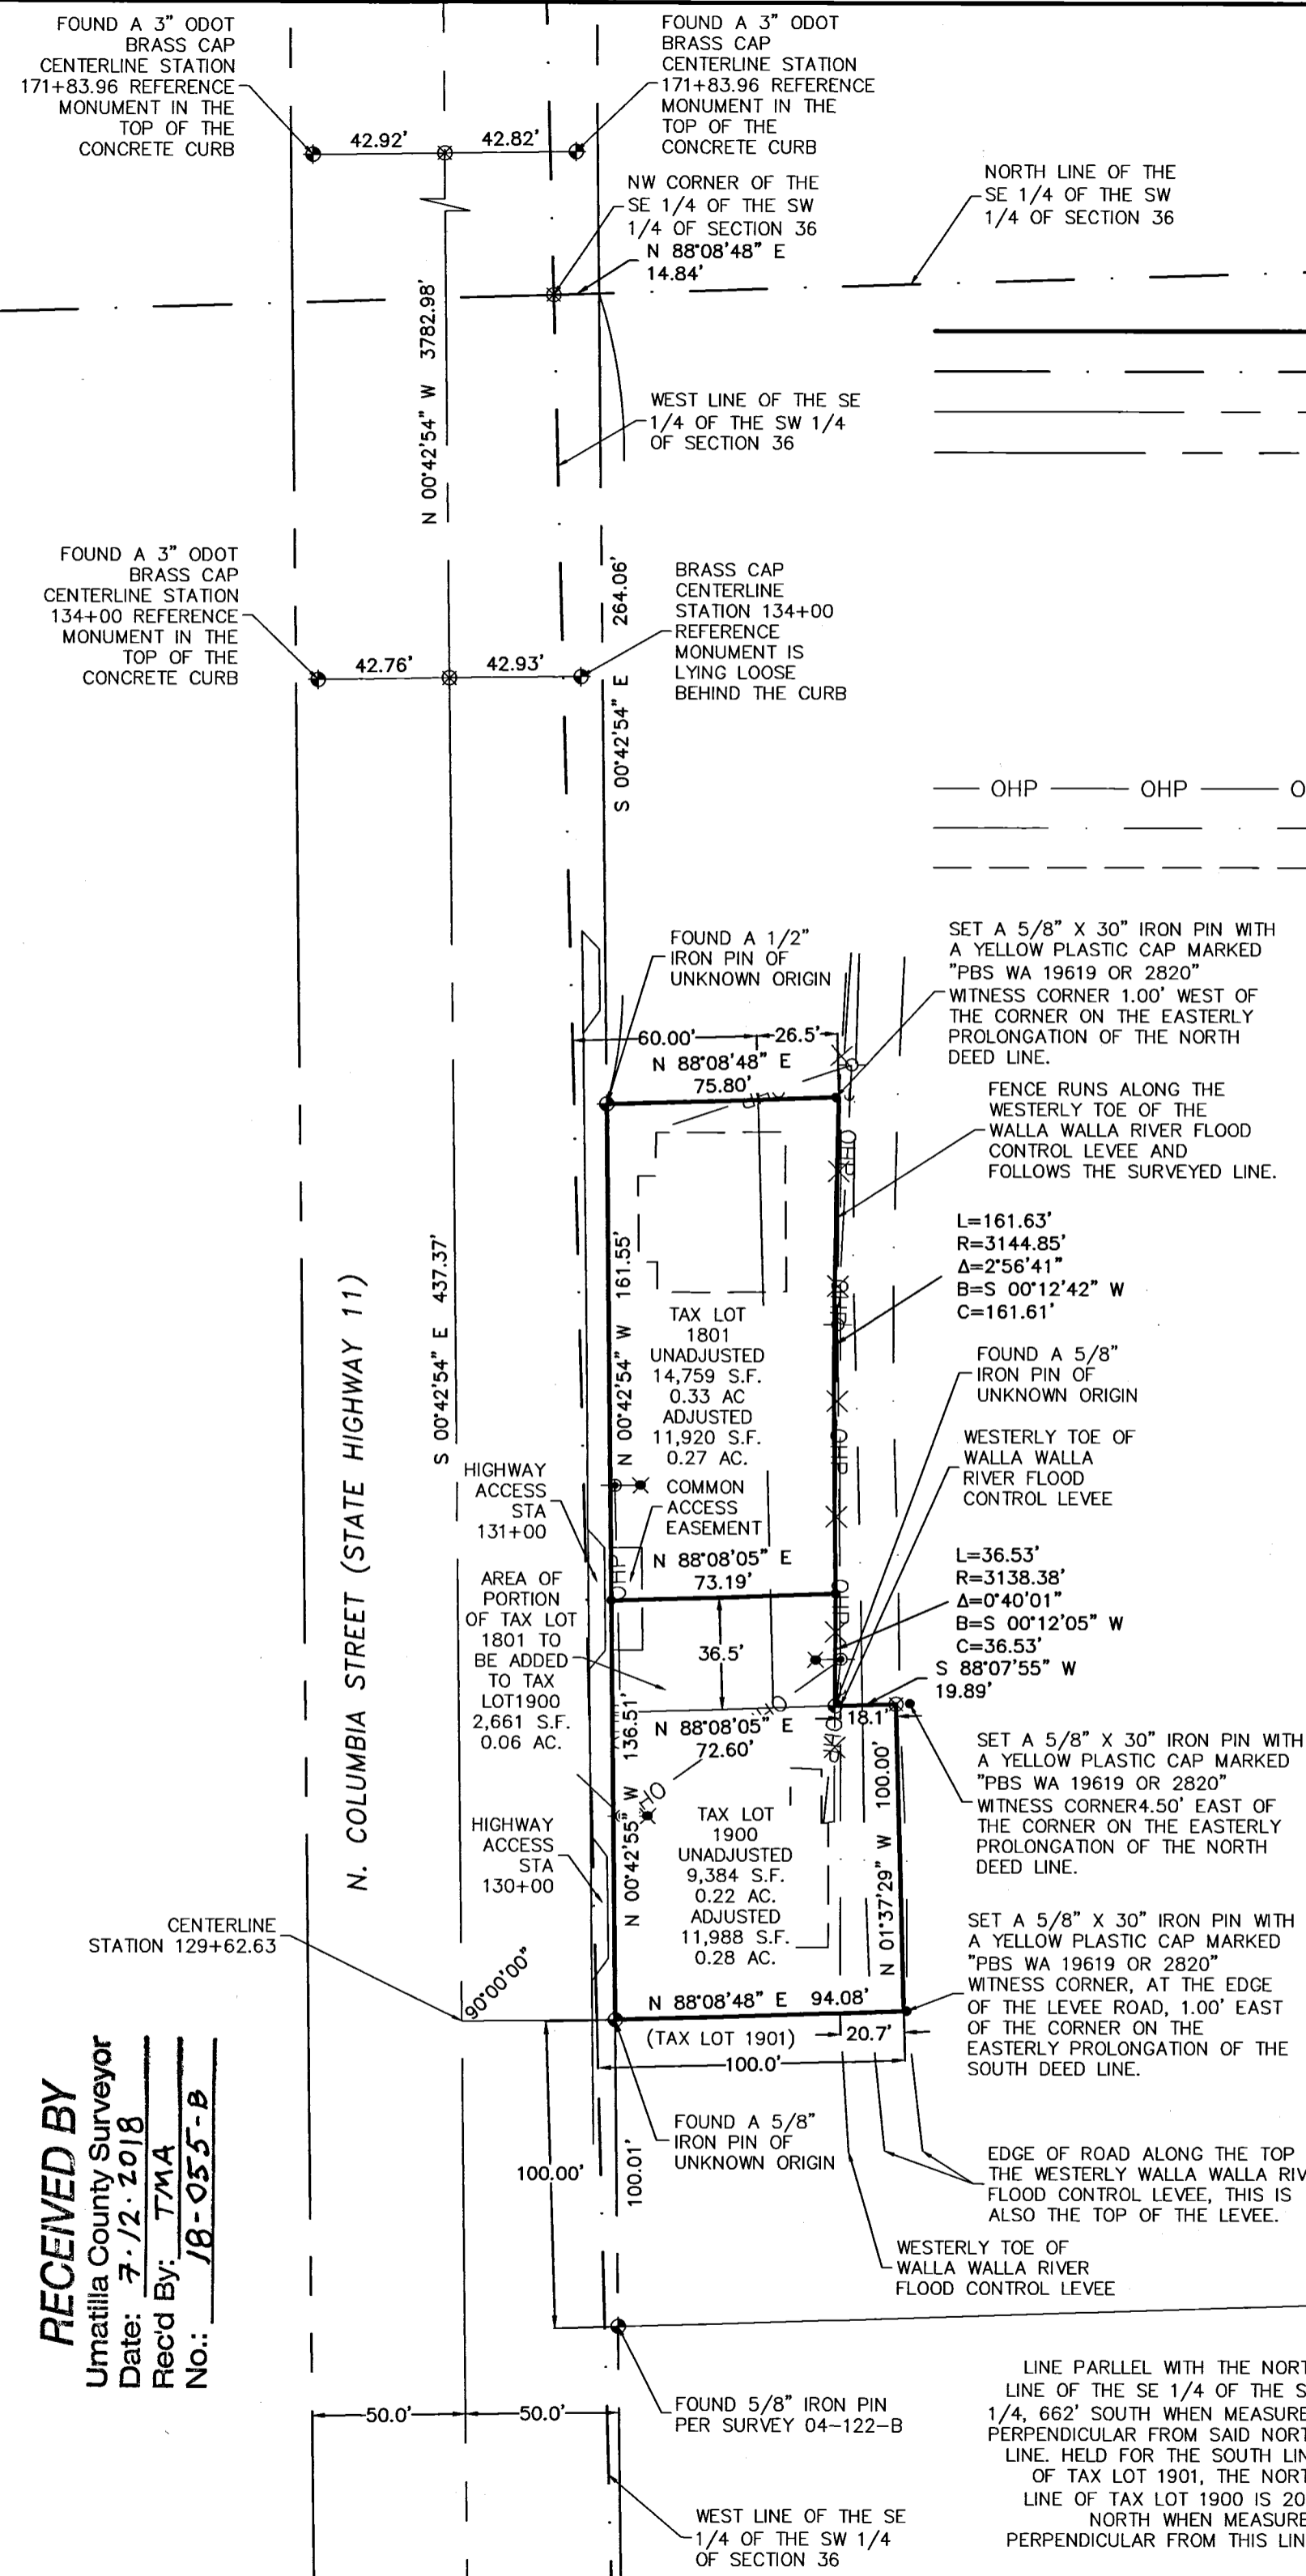 FOUND A 3" ODOT
BRASS CAP
CENTERLINE STATION
171+83.96 REFERENCE
MONUMENT IN THE
TOP OF THE
CONCRETE CURB
42.92'
42.82'
FOUND A 3" ODOT
BRASS CAP
CENTERLINE STATION
171+83.96 REFERENCE
MONUMENT IN THE
TOP OF THE
CONCRETE CURB
NW CORNER OF THE
SE 1/4 OF THE SW
1/4 OF SECTION 36
N 88°08'48" E
14.84'
NORTH LINE OF THE
SE 1/4 OF THE SW
1/4 OF SECTION 36
N 00°42'54" W 3782.98'
WEST LINE OF THE SE
1/4 OF THE SW 1/4
OF SECTION 36
FOUND A 3" ODOT
BRASS CAP
CENTERLINE STATION
134+00 REFERENCE
MONUMENT IN THE
TOP OF THE
CONCRETE CURB
42.76'
42.93'
S 00°42'54" E 264.06'
BRASS CAP
CENTERLINE
STATION 134+00
REFERENCE
MONUMENT IS
LYING LOOSE
BEHIND THE CURB
OHP OHP
FOUND A 1/2"
IRON PIN OF
UNKNOWN ORIGIN
SET A 5/8" X 30" IRON PIN WITH
A YELLOW PLASTIC CAP MARKED
"PBS WA 19619 OR 2820"
WITNESS CORNER 1.00' WEST OF
THE CORNER ON THE EASTERLY
PROLONGATION OF THE NORTH
DEED LINE.
60.00'
26.5'
N 88°08'48" E
75.80'
OHP
FENCE RUNS ALONG THE
WESTERLY TOE OF THE
WALLA WALLA RIVER FLOOD
CONTROL LEVEE AND
FOLLOWS THE SURVEYED LINE.
OHP
L=161.63'
R=3144.85'
Δ=2°56'41"
B=S 00°12'42" W
C=161.61'
N. COLUMBIA STREET (STATE HIGHWAY 11)
S 00°42'54" E 437.37'
N 00°42'54" W 161.55'
TAX LOT
1801
UNADJUSTED
14,759 S.F.
0.33 AC
ADJUSTED
11,920 S.F.
0.27 AC.
OHP
FOUND A 5/8"
IRON PIN OF
UNKNOWN ORIGIN
OHP
WESTERLY TOE OF
WALLA WALLA
RIVER FLOOD
CONTROL LEVEE
HIGHWAY
ACCESS
STA
131+00
COMMON
ACCESS
EASEMENT
N 88°08'05" E
73.19'
OHP
OHP
L=36.53'
R=3138.38'
Δ=0°40'01"
B=S 00°12'05" W
C=36.53'
S 88°07'55" W
19.89'
AREA OF
PORTION
OF TAX LOT
1801 TO
BE ADDED
TO TAX
LOT1900
2,661 S.F.
0.06 AC.
36.5'
N 88°08'05" E
72.60'
18.1'
OHP
N 00°42'55" W 136.51'
N 01°37'29" W 100.00'
SET A 5/8" X 30" IRON PIN WITH
A YELLOW PLASTIC CAP MARKED
"PBS WA 19619 OR 2820"
WITNESS CORNER4.50' EAST OF
THE CORNER ON THE EASTERLY
PROLONGATION OF THE NORTH
DEED LINE.
HIGHWAY
ACCESS
STA
130+00
TAX LOT
1900
UNADJUSTED
9,384 S.F.
0.22 AC.
ADJUSTED
11,988 S.F.
0.28 AC.
CENTERLINE
STATION 129+62.63
90°00'00"
SET A 5/8" X 30" IRON PIN WITH
A YELLOW PLASTIC CAP MARKED
"PBS WA 19619 OR 2820"
WITNESS CORNER, AT THE EDGE
OF THE LEVEE ROAD, 1.00' EAST
OF THE CORNER ON THE
EASTERLY PROLONGATION OF THE
SOUTH DEED LINE.
N 88°08'48" E 94.08'
(TAX LOT 1901)
20.7'
100.0'
RECEIVED BY
Umatilla County Surveyor
Date: 7·12·2018
Rec'd By: TMA
No.: 18-055-B
100.00'
100.01'
FOUND A 5/8"
IRON PIN OF
UNKNOWN ORIGIN
EDGE OF ROAD ALONG THE TOP
THE WESTERLY WALLA WALLA RIV
FLOOD CONTROL LEVEE, THIS IS
ALSO THE TOP OF THE LEVEE.
WESTERLY TOE OF
WALLA WALLA RIVER
FLOOD CONTROL LEVEE
50.0'
50.0'
FOUND 5/8" IRON PIN
PER SURVEY 04-122-B
LINE PARLLEL WITH THE NORT
LINE OF THE SE 1/4 OF THE S
1/4, 662' SOUTH WHEN MEASURE
PERPENDICULAR FROM SAID NORT
LINE. HELD FOR THE SOUTH LIN
OF TAX LOT 1901, THE NORT
LINE OF TAX LOT 1900 IS 20
NORTH WHEN MEASURE
PERPENDICULAR FROM THIS LIN
WEST LINE OF THE SE
1/4 OF THE SW 1/4
OF SECTION 36